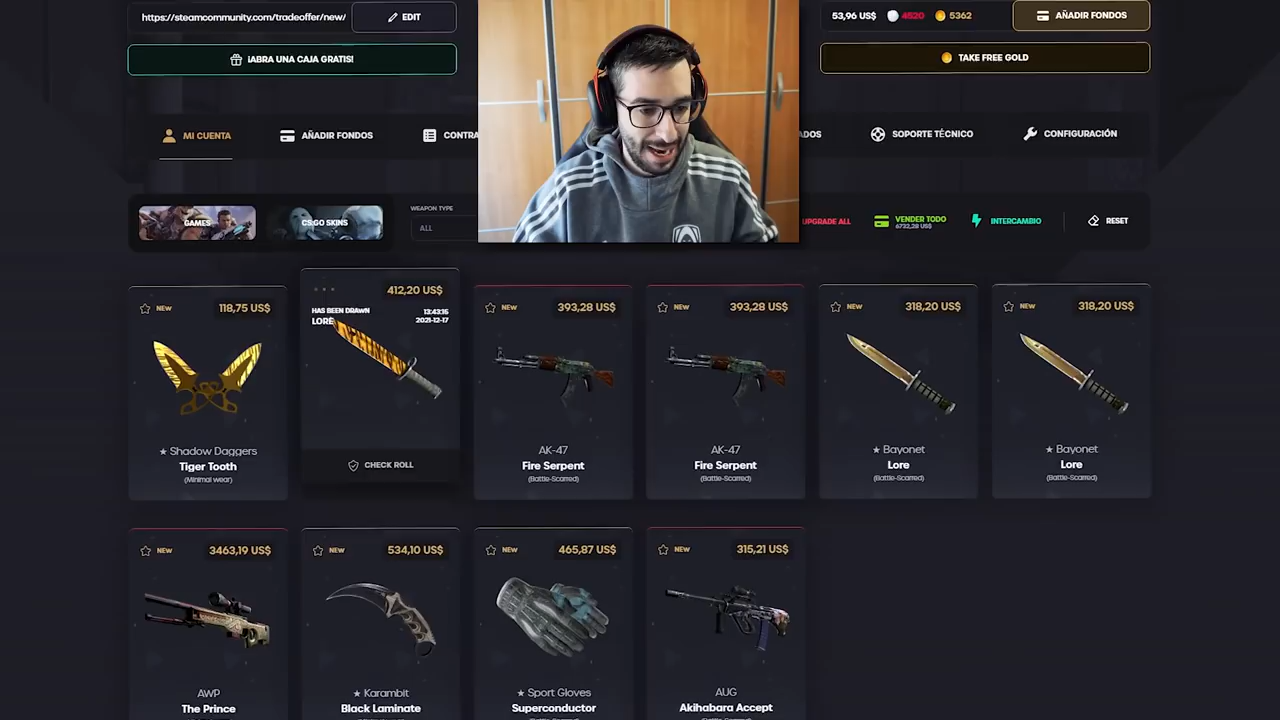 https://steamcommunity.com/tradeoffer/new/
EDIT
53,96 US$ 4520 5362
AÑADIR FONDOS
¡ABRA UNA CAJA GRATIS!
TAKE FREE GOLD
MI CUENTA
AÑADIR FONDOS
CONTRA
ADOS
SOPORTE TÉCNICO
CONFIGURACIÓN
GAMES
CS:GO SKINS
WEAPON TYPE
ALL
UPGRADE ALL
VENDER TODO
6732,28 US$
INTERCAMBIO
RESET
NEW 118,75 US$
★ Shadow Daggers
Tiger Tooth
(Minimal wear)
412,20 US$
HAS BEEN DRAWN 13:43:15
LORE 2021-12-17
CHECK ROLL
NEW 393,28 US$
AK-47
Fire Serpent
(Battle-Scarred)
NEW 393,28 US$
AK-47
Fire Serpent
(Battle-Scarred)
NEW 318,20 US$
★ Bayonet
Lore
(Battle-Scarred)
NEW 318,20 US$
★ Bayonet
Lore
(Battle-Scarred)
NEW 3463,19 US$
AWP
The Prince
NEW 534,10 US$
★ Karambit
Black Laminate
NEW 465,87 US$
★ Sport Gloves
Superconductor
NEW 315,21 US$
AUG
Akihabara Accept